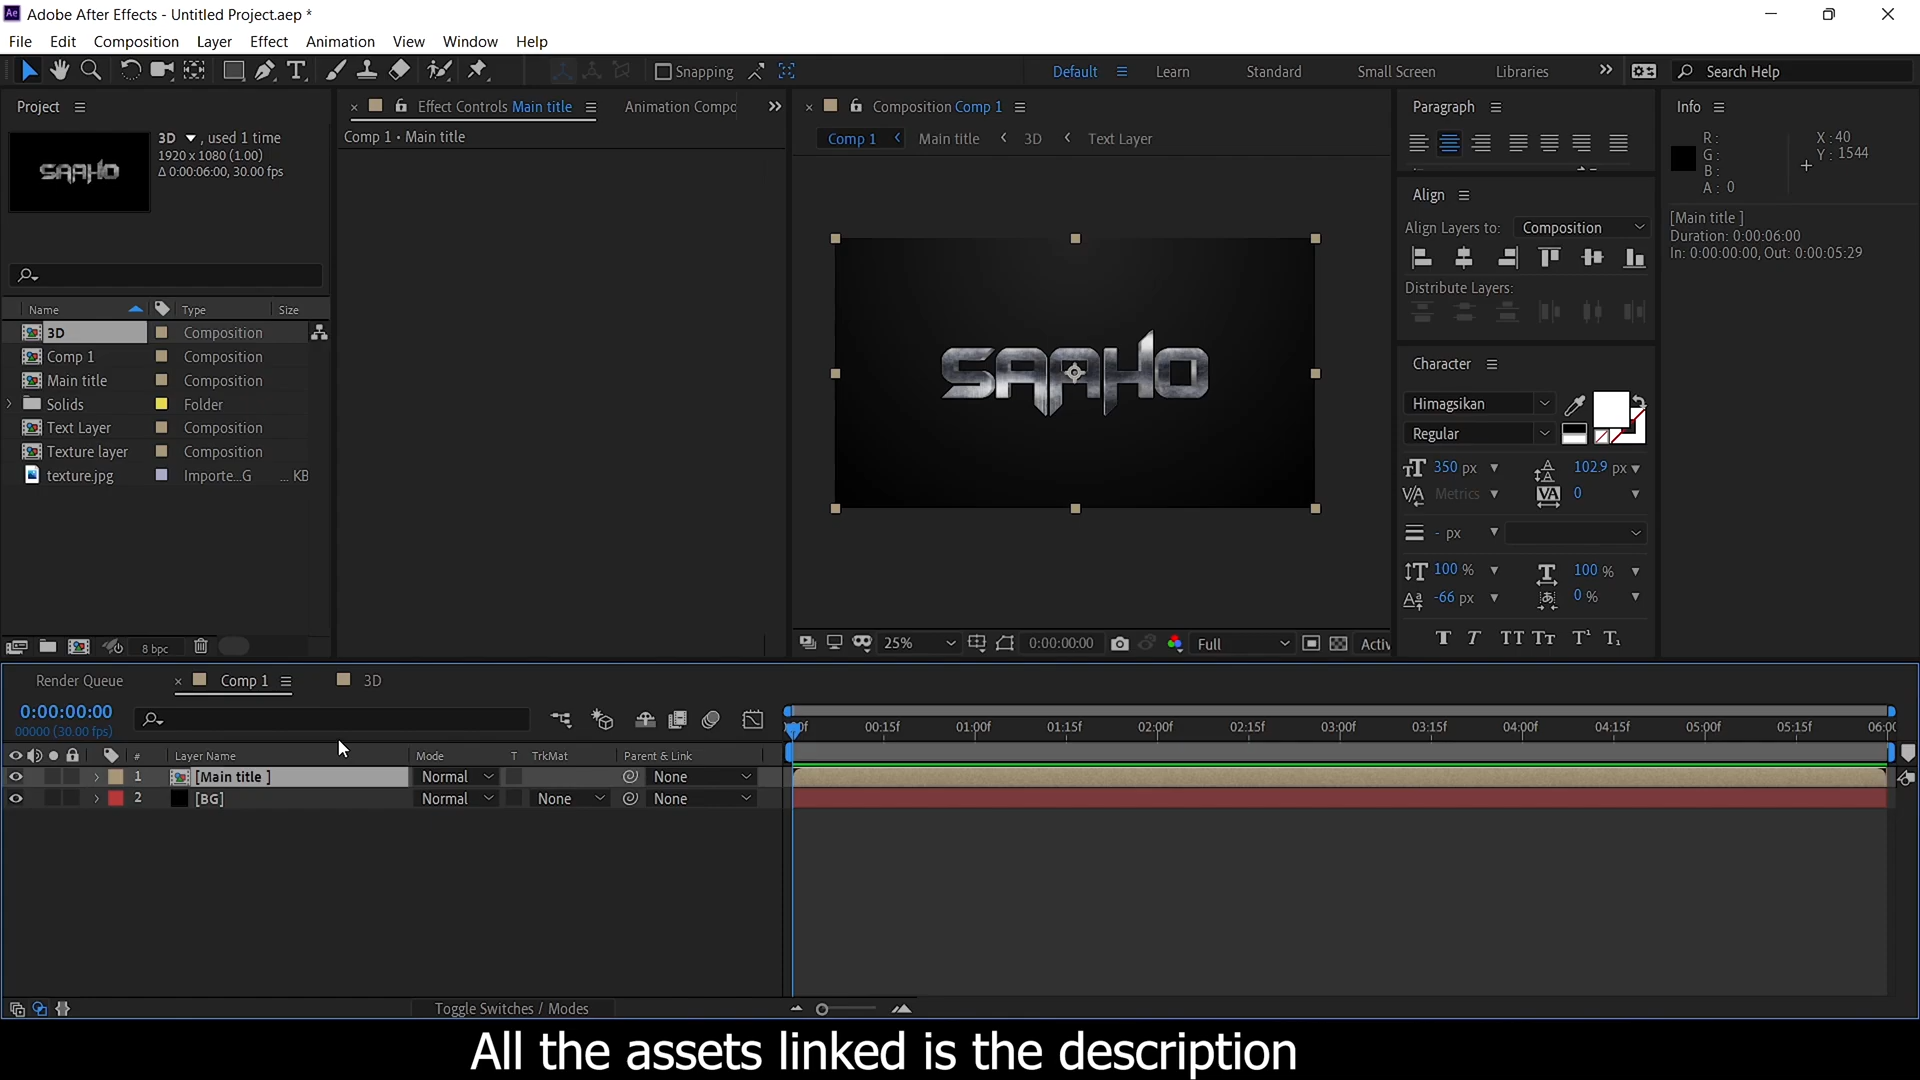 Adobe After Effects - Untitled Project.aep *
File Edit Composition Layer Effect Animation View Window Help
Snapping
Default Learn Standard Small Screen Libraries Search Help
Project
3D , used 1 time
1920 x 1080 (1.00)
Δ 0:00:06:00, 30.00 fps
SAAHO
Name Type Size
3D Composition
Comp 1 Composition
Main title Composition
Solids Folder
Text Layer Composition
Texture layer Composition
texture.jpg Importe...G ... KB
8 bpc
Effect Controls Main title Animation Compo
Comp 1 • Main title
Composition Comp 1
Comp 1 Main title 3D Text Layer
SAAHO
25% 0:00:00:00 Full Activ
Paragraph
Align
Align Layers to: Composition
Distribute Layers:
Character
Himagsikan
Regular
350 px 102.9 px
Metrics 0
- px
100 % 100 %
-66 px 0 %
Info
R: X : 40
G: Y : 1544
B:
A: 0
[Main title ]
Duration: 0:00:06:00
In: 0:00:00:00, Out: 0:00:05:29
Render Queue Comp 1 3D
0:00:00:00
00000 (30.00 fps)
00:15f 01:00f 01:15f 02:00f 02:15f 03:00f 03:15f 04:00f 04:15f 05:00f 05:15f 06:00
# Layer Name Mode T TrkMat Parent & Link
1 [Main title ] Normal None
2 [BG] Normal None None
Toggle Switches / Modes
All the assets linked is the description